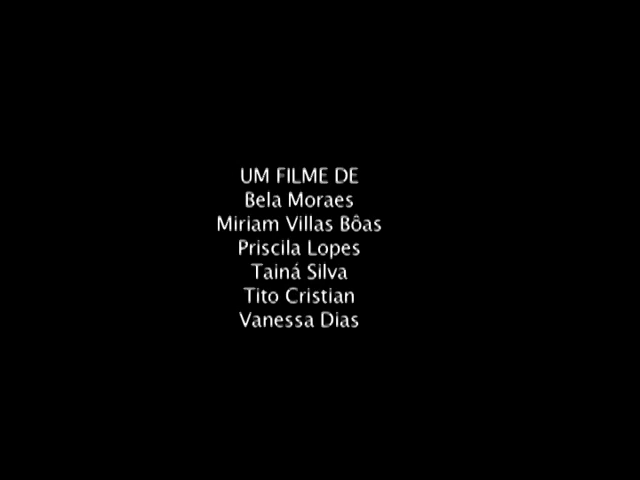 UM FILME DE
Bela Moraes
Miriam Villas Bôas
Priscila Lopes
Tainá Silva
Tito Cristian
Vanessa Dias